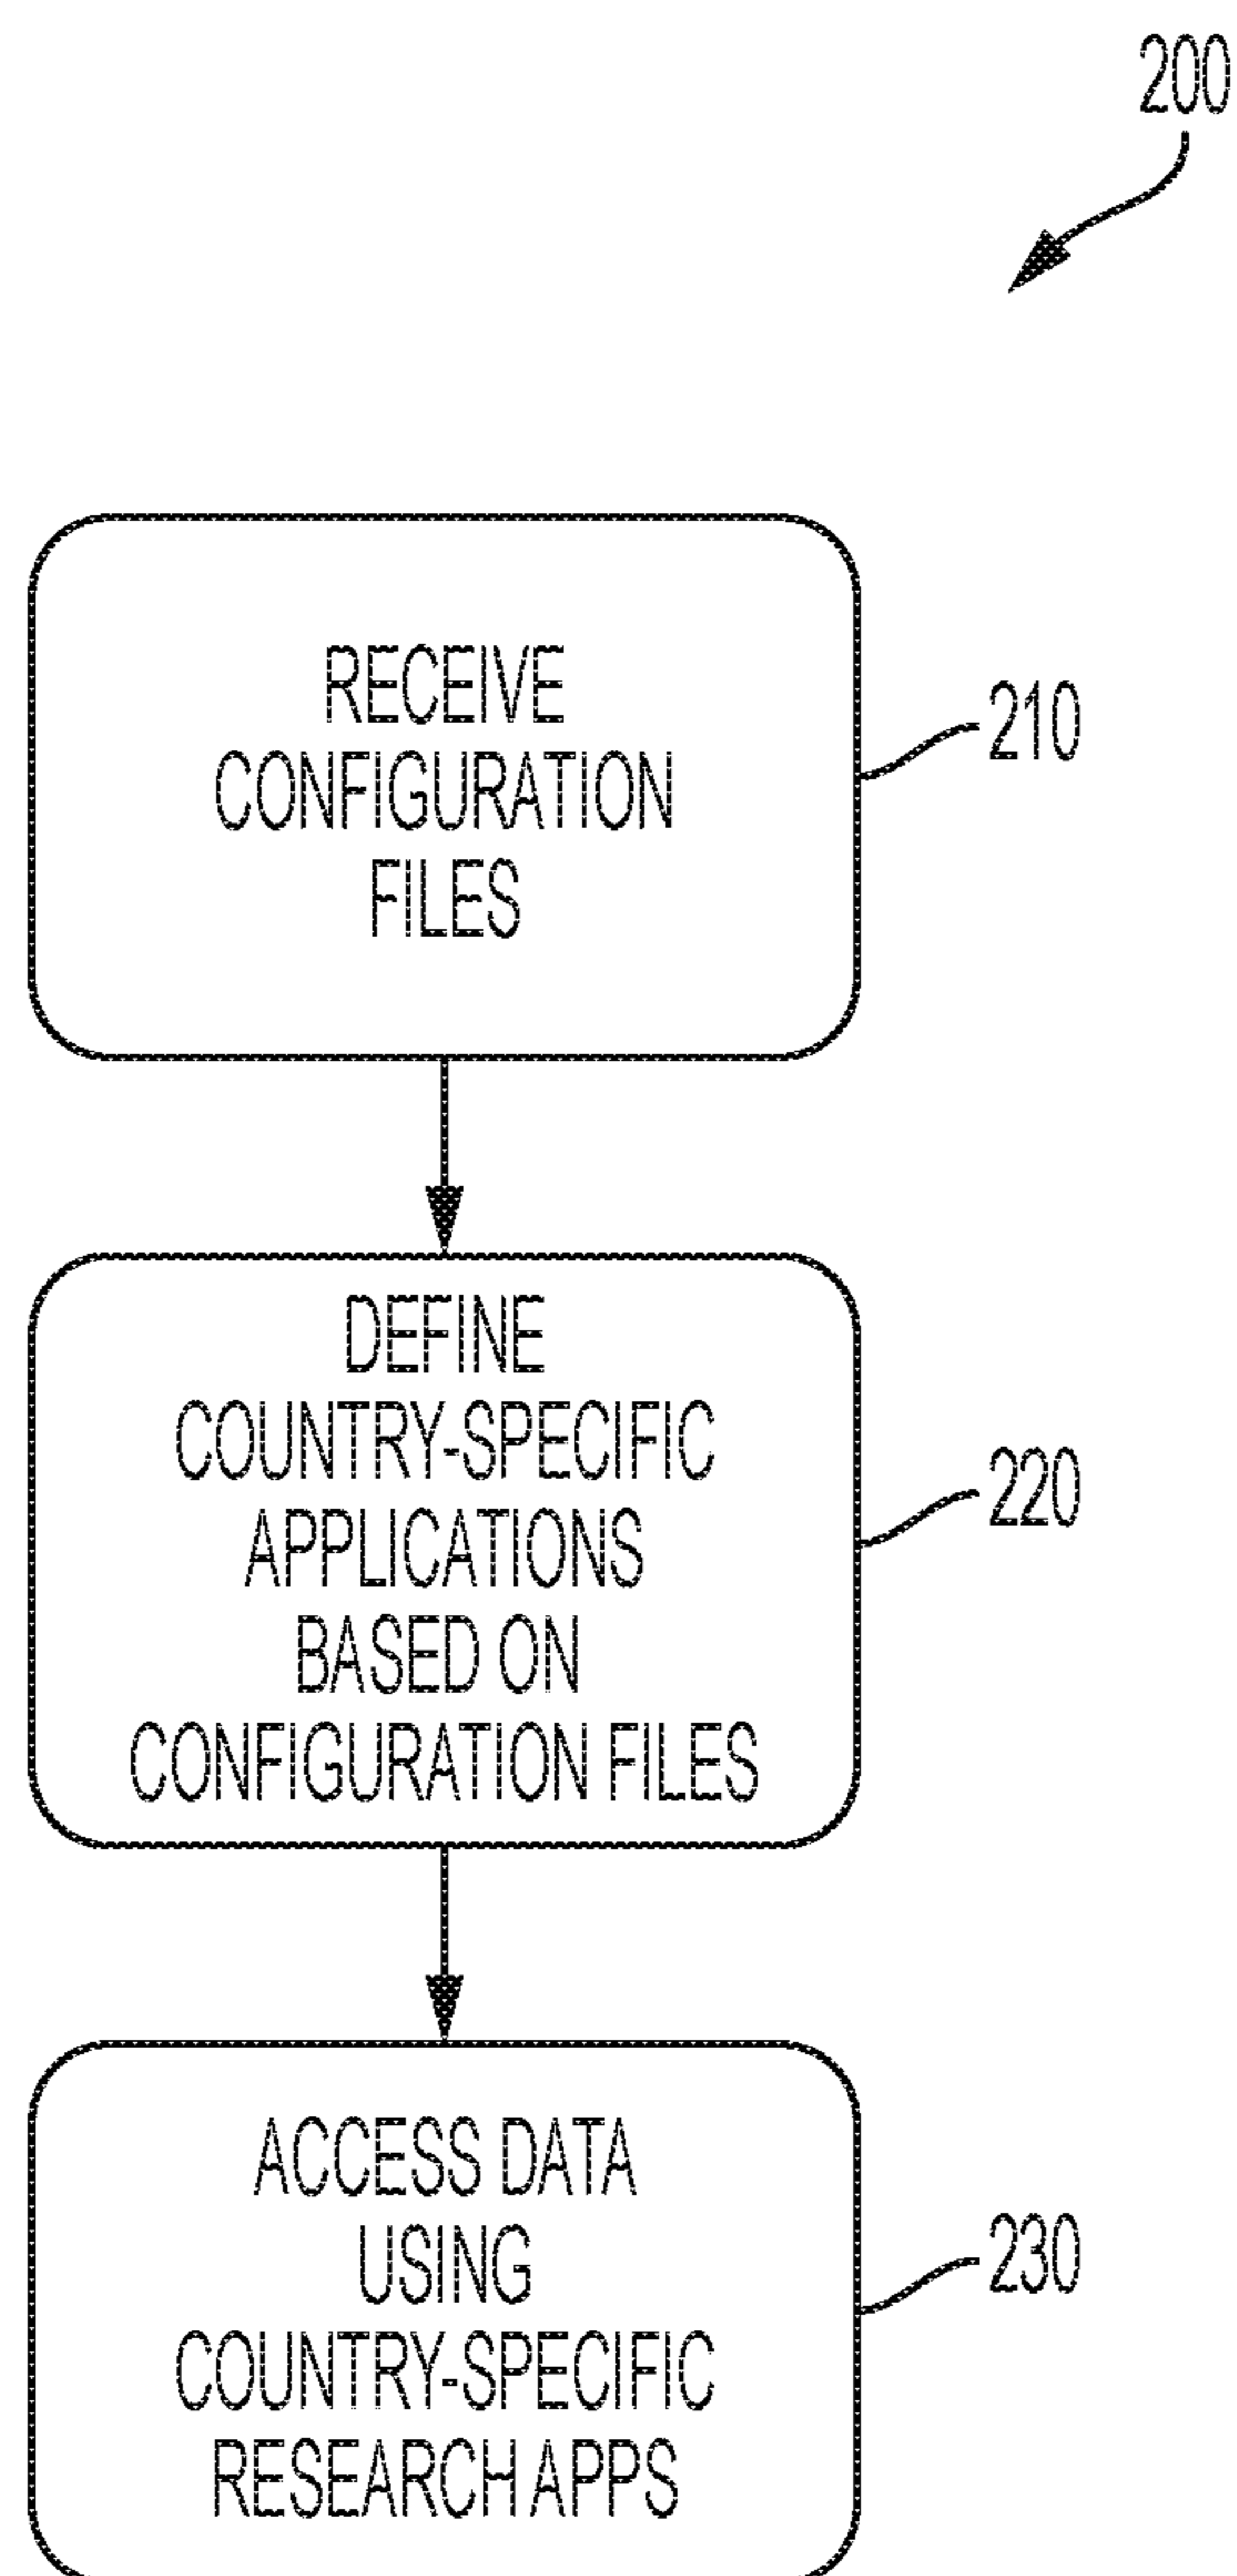 200
RECEIVE
CONFIGURATION
FILES
210
DEFINE
COUNTRY-SPECIFIC
APPLICATIONS
BASED ON
CONFIGURATION FILES
220
ACCESS DATA
USING
COUNTRY-SPECIFIC
RESEARCH APPS
230